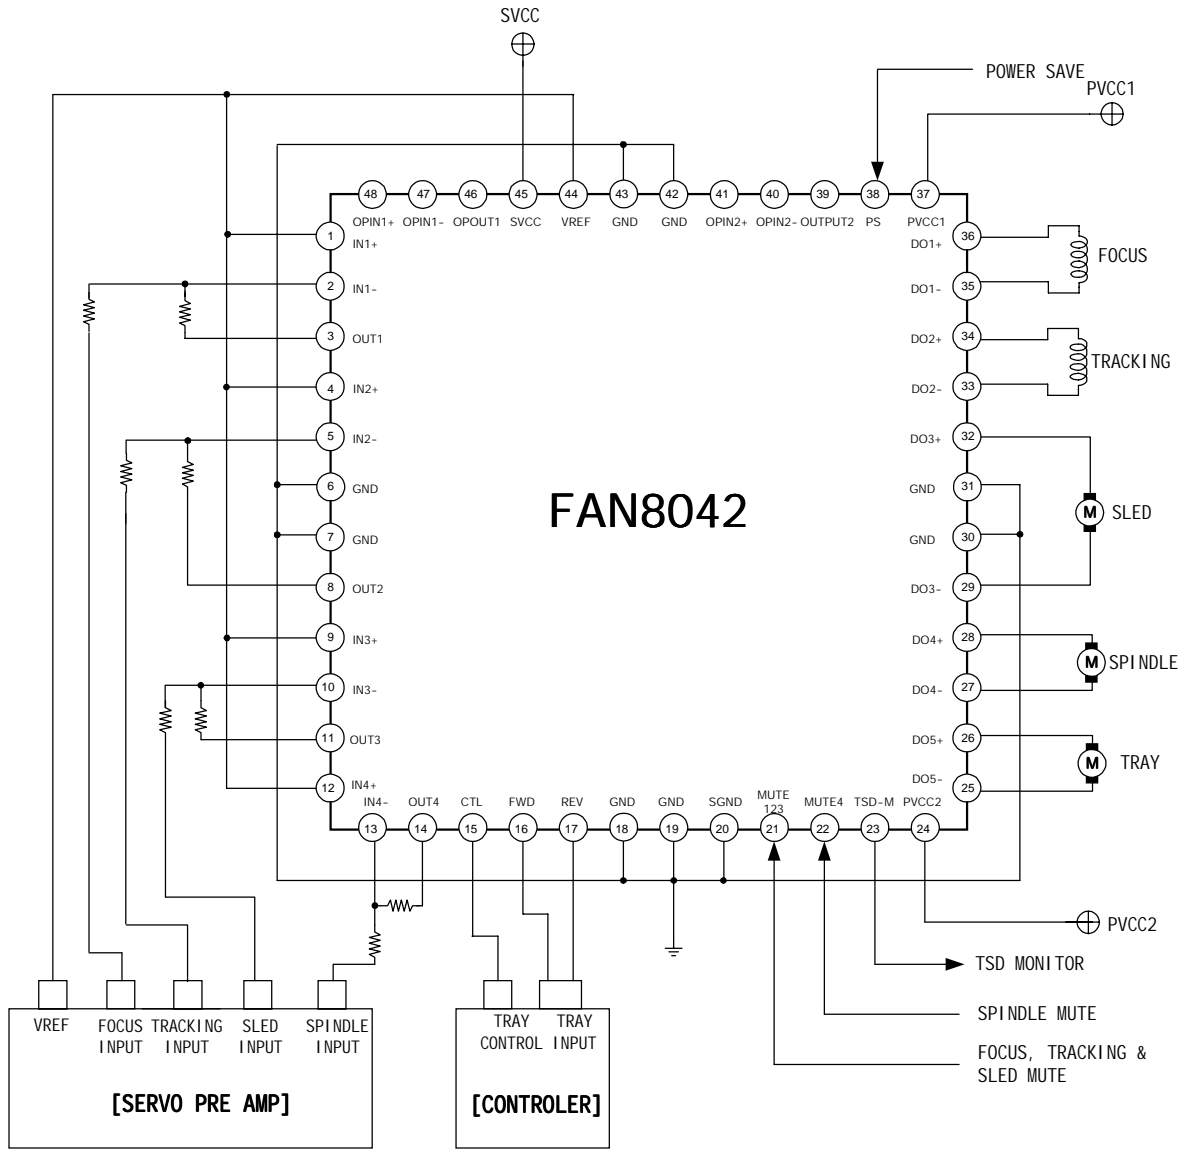 SVCC
POWER SAVE
PVCC1
48 47 46 45 44 43 42 41 40 39 38 37
OPIN1+ OPIN1- OPOUT1 SVCC VREF GND GND OPIN2+ OPIN2- OUTPUT2 PS PVCC1
1 IN1+
2 IN1-
3 OUT1
4 IN2+
5 IN2-
6 GND
7 GND
8 OUT2
9 IN3+
10 IN3-
11 OUT3
12 IN4+
FAN8042
DO1+ 36
DO1- 35
FOCUS
DO2+ 34
DO2- 33
TRACKING
DO3+ 32
GND 31
SLED
M
GND 30
DO3- 29
DO4+ 28
M SPINDLE
DO4- 27
DO5+ 26
M TRAY
DO5- 25
IN4- OUT4 CTL FWD REV GND GND SGND MUTE
123 MUTE4 TSD-M PVCC2
13 14 15 16 17 18 19 20 21 22 23 24
PVCC2
TSD MONITOR
SPINDLE MUTE
FOCUS, TRACKING &
SLED MUTE
VREF
FOCUS
INPUT
TRACKING
INPUT
SLED
INPUT
SPINDLE
INPUT
[SERVO PRE AMP]
TRAY
CONTROL
TRAY
INPUT
[CONTROLER]